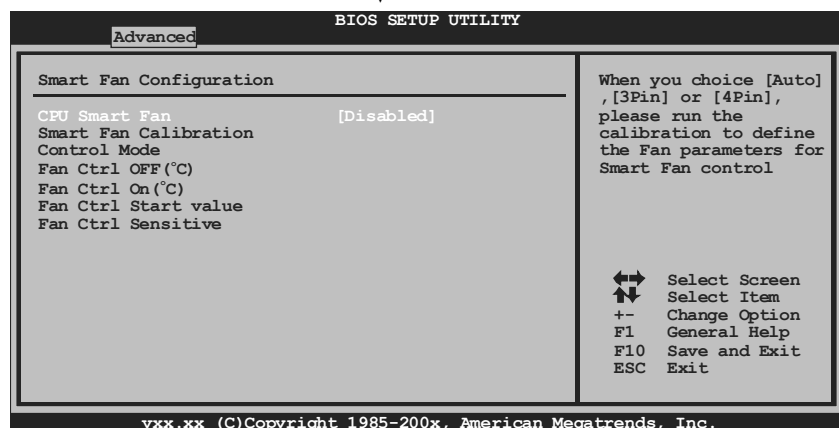 BIOS SETUP UTILITY
Advanced
Smart Fan Configuration
CPU Smart Fan [Disabled]
Smart Fan Calibration
Control Mode
Fan Ctrl OFF(°C)
Fan Ctrl On(°C)
Fan Ctrl Start value
Fan Ctrl Sensitive
When you choice [Auto]
,[3Pin] or [4Pin],
please run the
calibration to define
the Fan parameters for
Smart Fan control
Select Screen
Select Item
+- Change Option
F1 General Help
F10 Save and Exit
ESC Exit
vxx.xx (C)Copyright 1985-200x, American Megatrends, Inc.